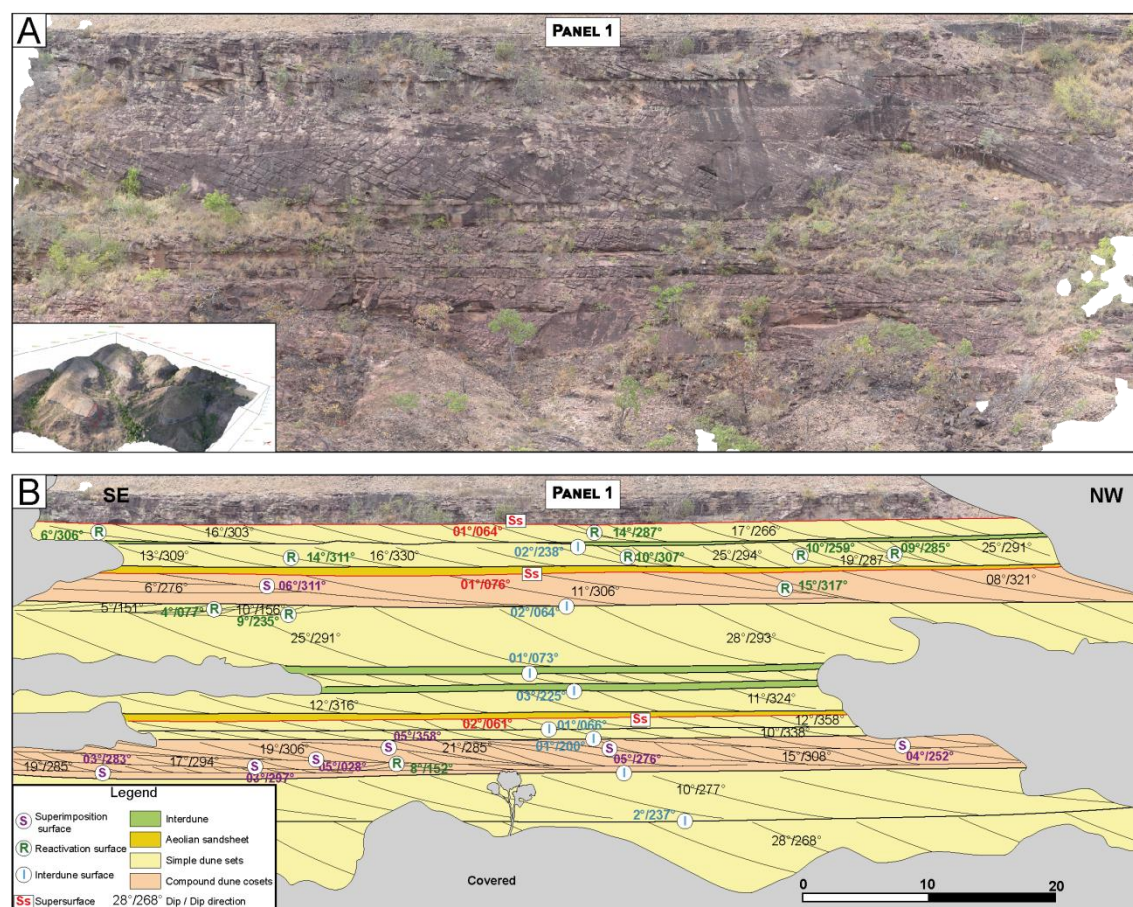 A
PANEL 1
B
SE
PANEL 1
NW
Ss
6°/306°
R
16°/303°
01°/064°
R
14°/287°
17°/266°
02°/238°
I
13°/309°
R
14°/311°
16°/330°
R
10°/307°
25°/294°
R
10°/259°
19°/287°
R
09°/285°
25°/291°
Ss
6°/276°
S
06°/311°
01°/076°
11°/306°
R
15°/317°
08°/321°
5°/151°
4°/077°
R
10°/156°
9°/235°
R
02°/064°
I
25°/291°
28°/293°
01°/073°
I
03°/225°
I
12°/316°
11°/324°
02°/061°
I
01°/066°
Ss
12°/358°
10°/338°
05°/358°
S
01°/200°
I
19°/306°
21°/285°
S
05°/276°
15°/308°
S
04°/252°
03°/283°
19°/285°
S
17°/294°
S
03°/297°
S
05°/028°
R
8°/152°
I
10°/277°
2°/237°
I
28°/268°
Covered
0 10 20
Legend
S Superimposition surface
R Reactivation surface
I Interdune surface
Ss Supersurface
Interdune
Aeolian sandsheet
Simple dune sets
Compound dune cosets
28°/268° Dip / Dip direction